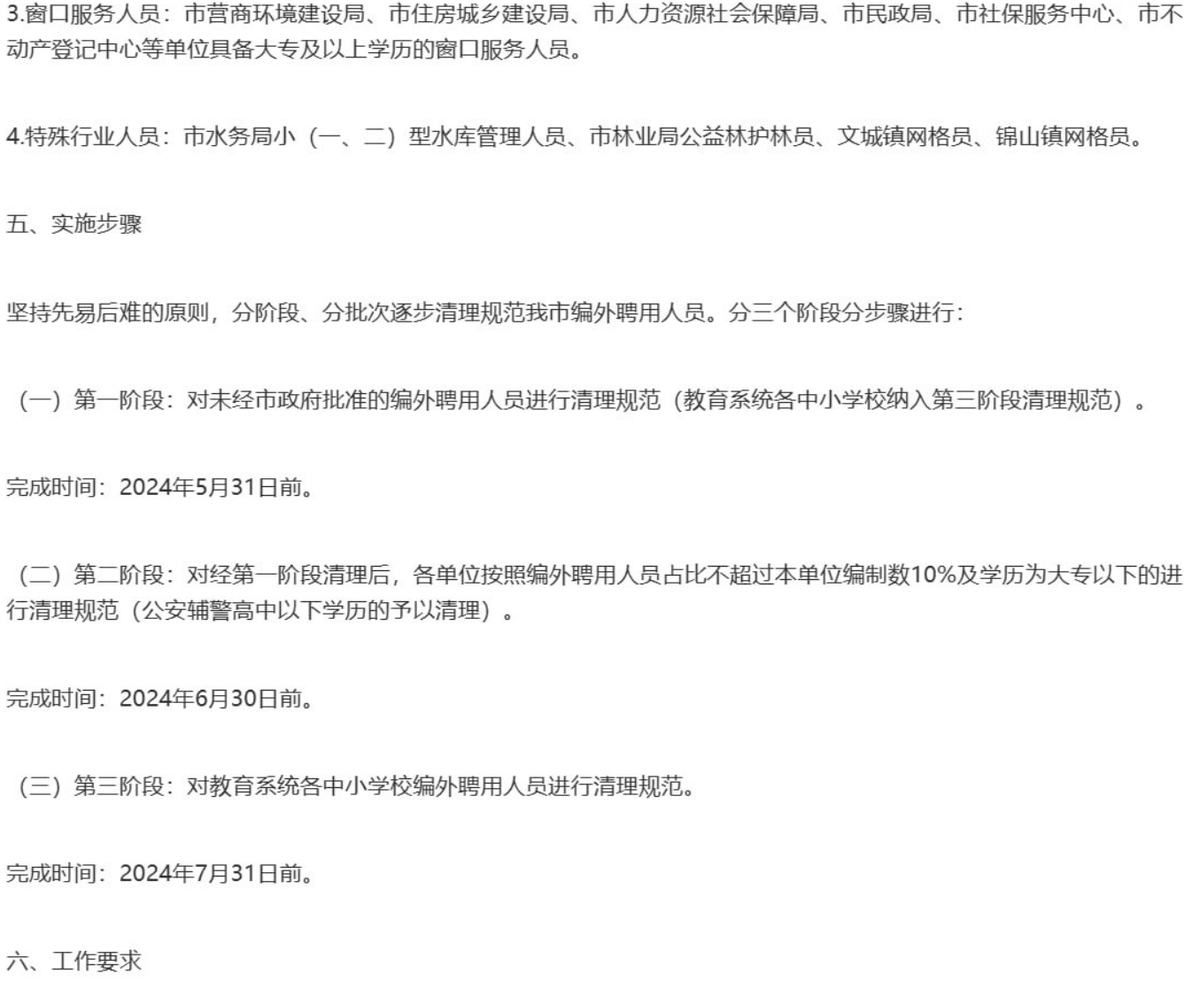 3.窗口服务人员：市营商环境建设局、市住房城乡建设局、市人力资源社会保障局、市民政局、市社保服务中心、市不
动产登记中心等单位具备大专及以上学历的窗口服务人员。
4.特殊行业人员：市水务局小（一、二）型水库管理人员、市林业局公益林护林员、文城镇网格员、锦山镇网格员。
五、实施步骤
坚持先易后难的原则，分阶段、分批次逐步清理规范我市编外聘用人员。分三个阶段分步骤进行：
（一）第一阶段：对未经市政府批准的编外聘用人员进行清理规范（教育系统各中小学校纳入第三阶段清理规范）。
完成时间：2024年5月31日前。
（二）第二阶段：对经第一阶段清理后，各单位按照编外聘用人员占比不超过本单位编制数10%及学历为大专以下的进
行清理规范（公安辅警高中以下学历的予以清理）。
完成时间：2024年6月30日前。
（三）第三阶段：对教育系统各中小学校编外聘用人员进行清理规范。
完成时间：2024年7月31日前。
六、工作要求